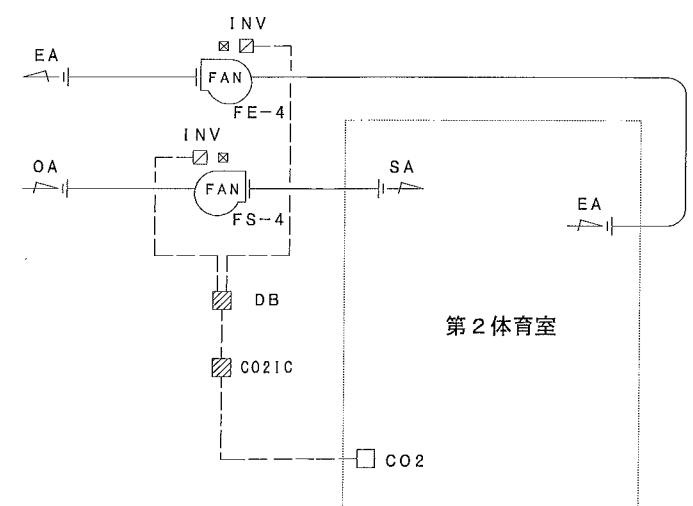 INV
EA
FAN
FE-4
INV
OA
FAN
SA
FS-4
EA
DB
第2体育室
CO2IC
CO2